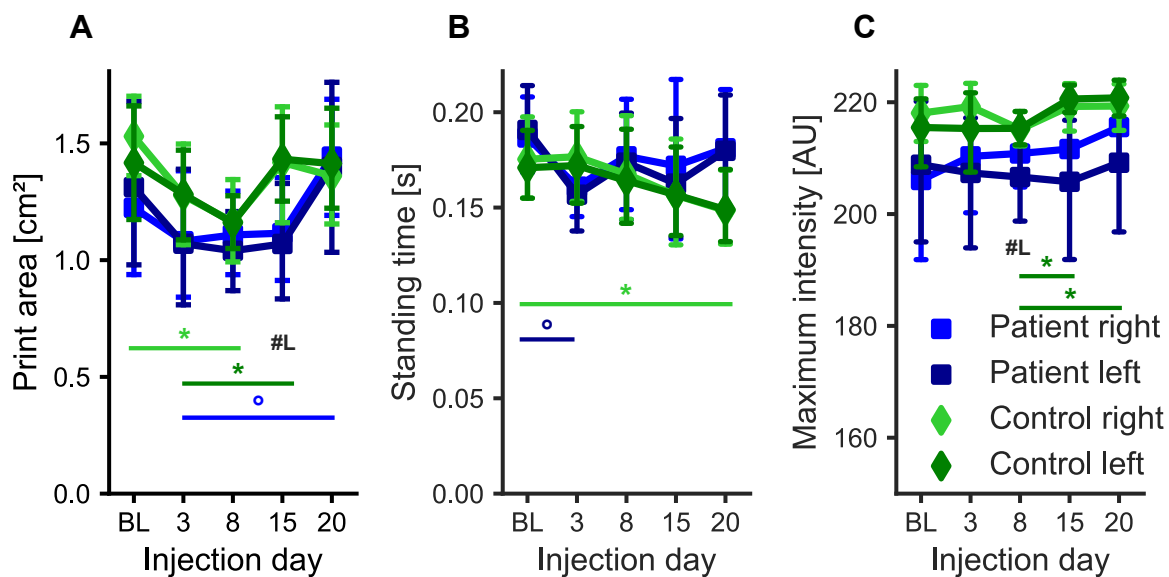 A
Print area [cm²]
1.5
1.0
0.5
0.0
*
#L
*
°
BL 3 8 15 20
Injection day
B
Standing time [s]
0.20
0.15
0.10
0.05
0.00
*
°
BL 3 8 15 20
Injection day
C
Maximum intensity [AU]
220
200
180
160
#L
*
*
Patient right
Patient left
Control right
Control left
BL 3 8 15 20
Injection day